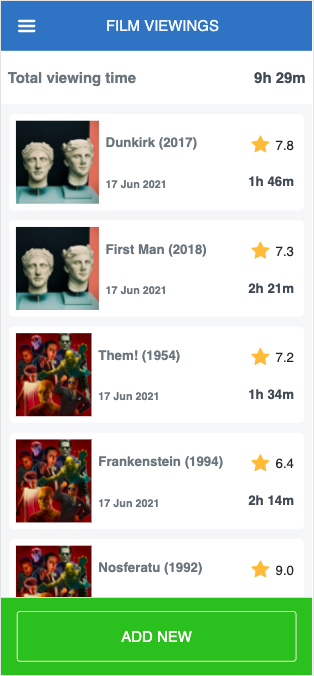 FILM VIEWINGS
Total viewing time 9h 29m
Dunkirk (2017) 7.8
17 Jun 2021 1h 46m
First Man (2018) 7.3
17 Jun 2021 2h 21m
Them! (1954) 7.2
17 Jun 2021 1h 34m
Frankenstein (1994) 6.4
17 Jun 2021 2h 14m
Nosferatu (1992) 9.0
ADD NEW